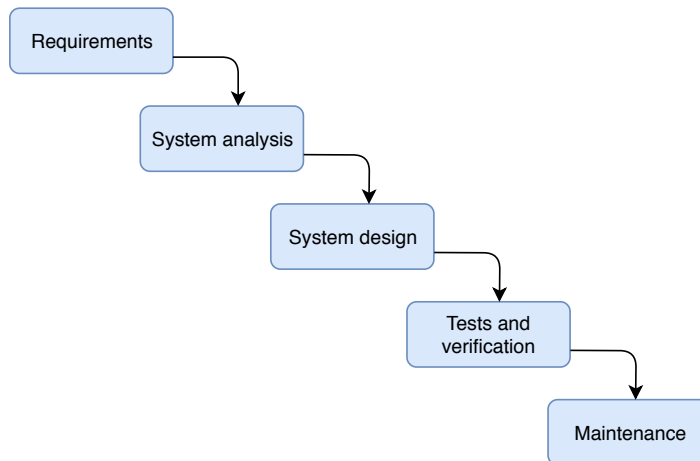 Requirements
System analysis
System design
Tests and
verification
Maintenance